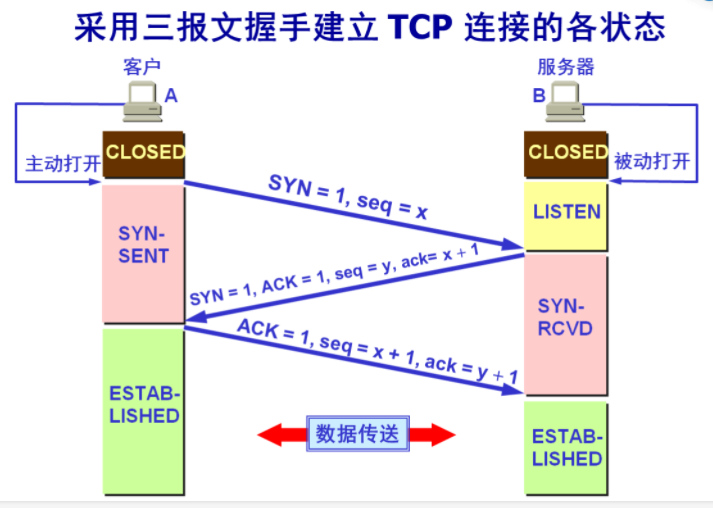 采用三报文握手建立 TCP 连接的各状态
客户
服务器
A
B
CLOSED
CLOSED
主动打开
被动打开
SYN = 1, seq = x
LISTEN
SYN-
SENT
SYN = 1, ACK = 1, seq = y, ack= x + 1
SYN-
RCVD
ACK = 1, seq = x + 1, ack = y + 1
ESTAB-
LISHED
数据传送
ESTAB-
LISHED